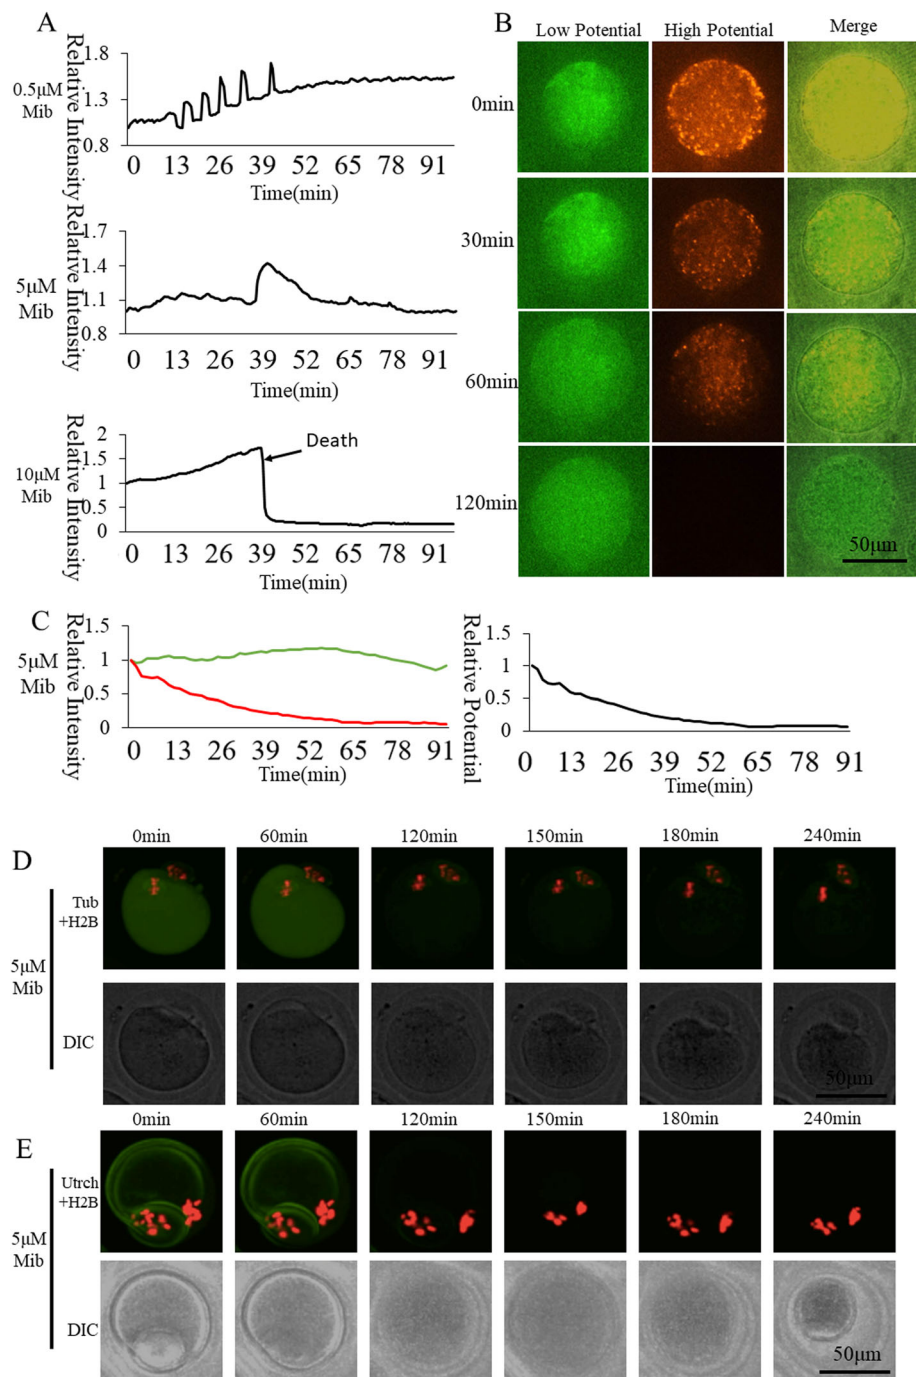 A
Relative Intensity
0.5μM
Mib
1.8
1.3
0.8
0 13 26 39 52 65 78 91
Time(min)
Relative Intensity
5μM
Mib
1.7
1.4
1.1
0.8
0 13 26 39 52 65 78 91
Time(min)
Relative Intensity
10μM
Mib
2
1.5
1
0.5
0
Death
0 13 26 39 52 65 78 91
Time(min)
B
Low Potential High Potential Merge
0min
30min
60min
120min
50μm
C
5μM
Mib
Relative Intensity
1.5
1
0.5
0
0 13 26 39 52 65 78 91
Time(min)
Relative Potential
1.5
1
0.5
0
0 13 26 39 52 65 78 91
Time(min)
D
0min 60min 120min 150min 180min 240min
5μM
Mib
Tub
+H2B
DIC
50μm
E
0min 60min 120min 150min 180min 240min
5μM
Mib
Utrch
+H2B
DIC
50μm